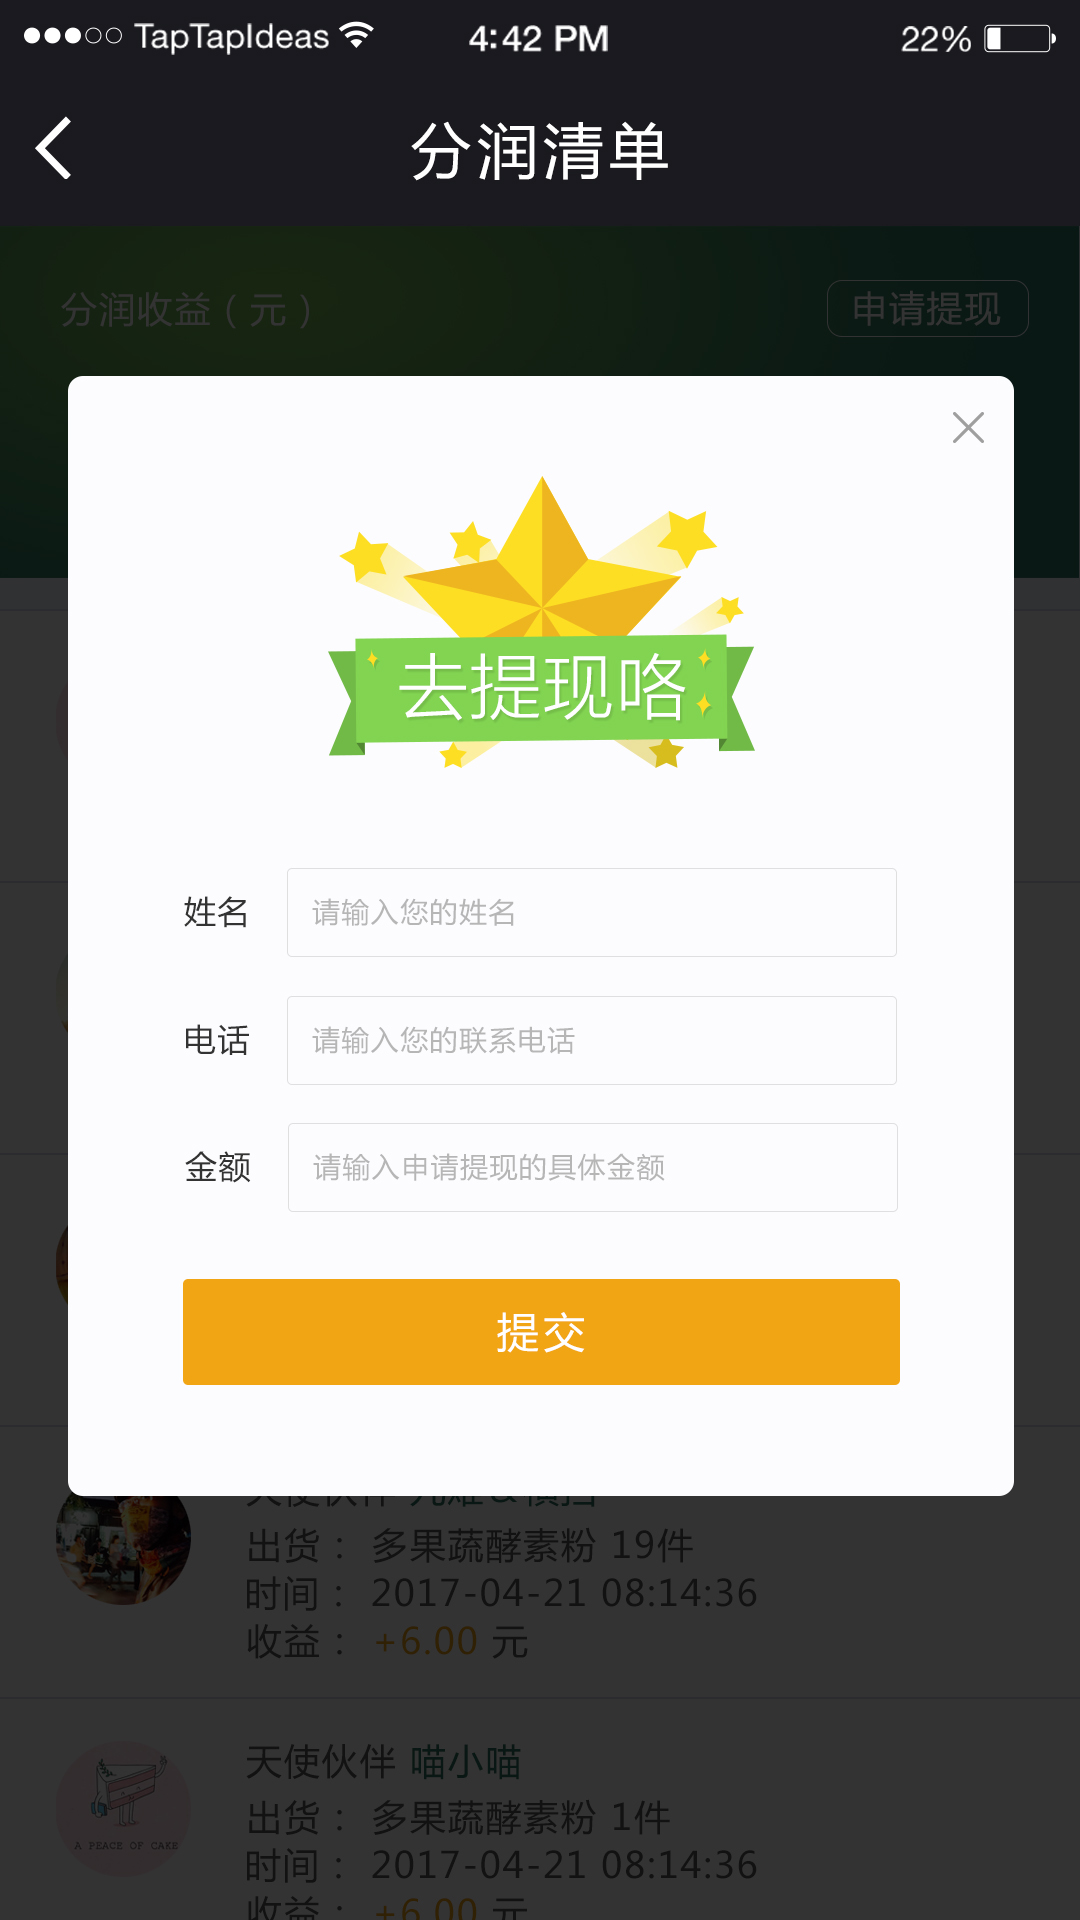 TapTapIdeas 4:42 PM 22%
分润清单
分润收益（元） 申请提现
去提现咯
姓名 请输入您的姓名
电话 请输入您的联系电话
金额 请输入申请提现的具体金额
提交
出货： 多果蔬酵素粉 19件
时间： 2017-04-21 08:14:36
收益： +6.00 元
天使伙伴 喵小喵
出货： 多果蔬酵素粉 1件
A PEACE OF CAKE
时间： 2017-04-21 08:14:36
收益： +6.00 元